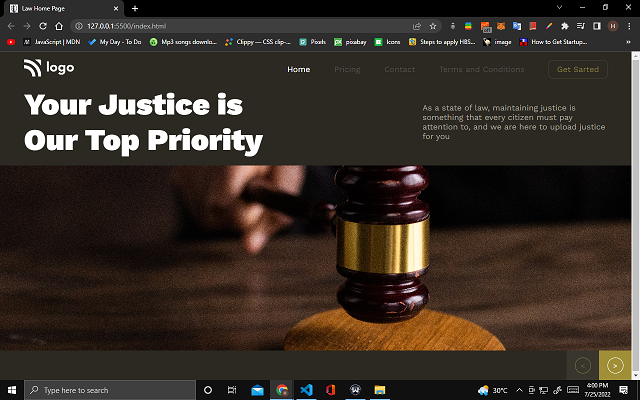 Law Home Page
127.0.0.1:5500/index.html
JavaScript | MDN
My Day - To Do
Mp3 songs downlo...
Clippy — CSS clip-...
Pixels
pixabay
Icons
Steps to apply HBS...
image
How to Get Startup...
logo
Home
Pricing
Contact
Terms and Conditions
Get Sarted
Your Justice is
Our Top Priority
As a state of law, maintaining justice is
something that every citizen must pay
attention to, and we are here to upload justice
for you
<
>
Type here to search
30°C
4:00 PM
7/25/2022